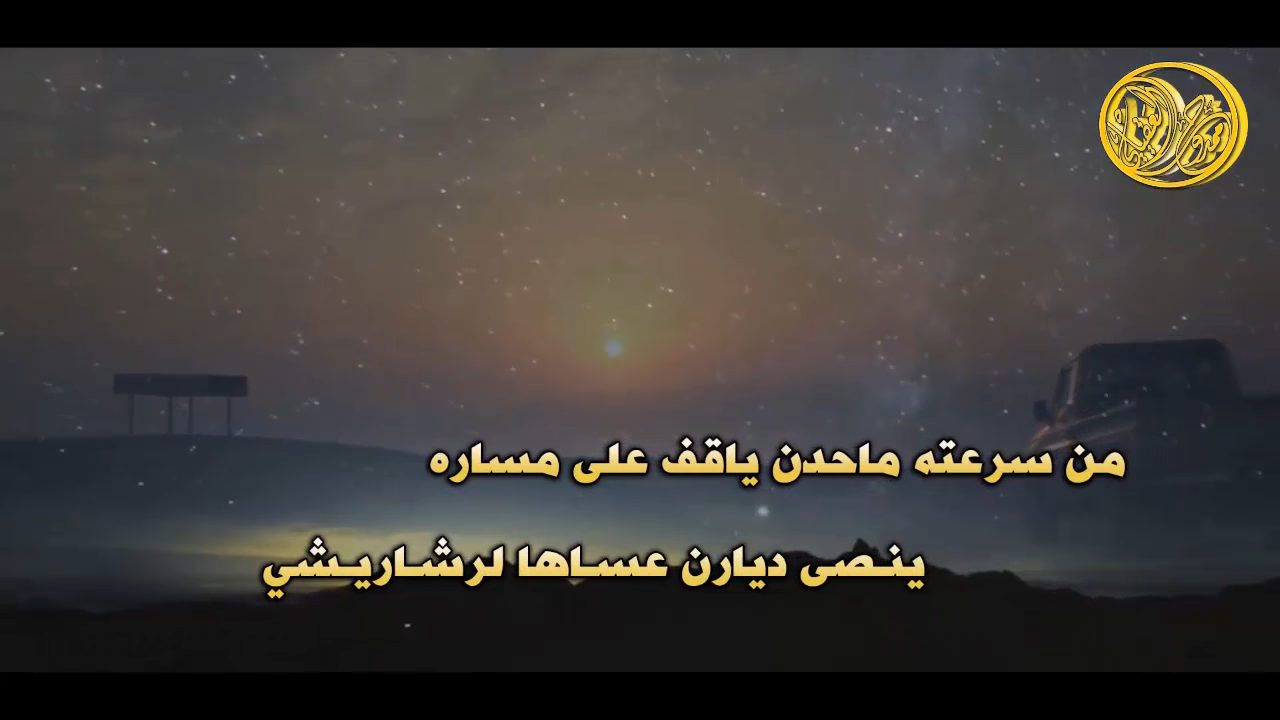 من سرعته ماحدن ياقف على مساره
ينصى ديارن عساها لرشاريشي